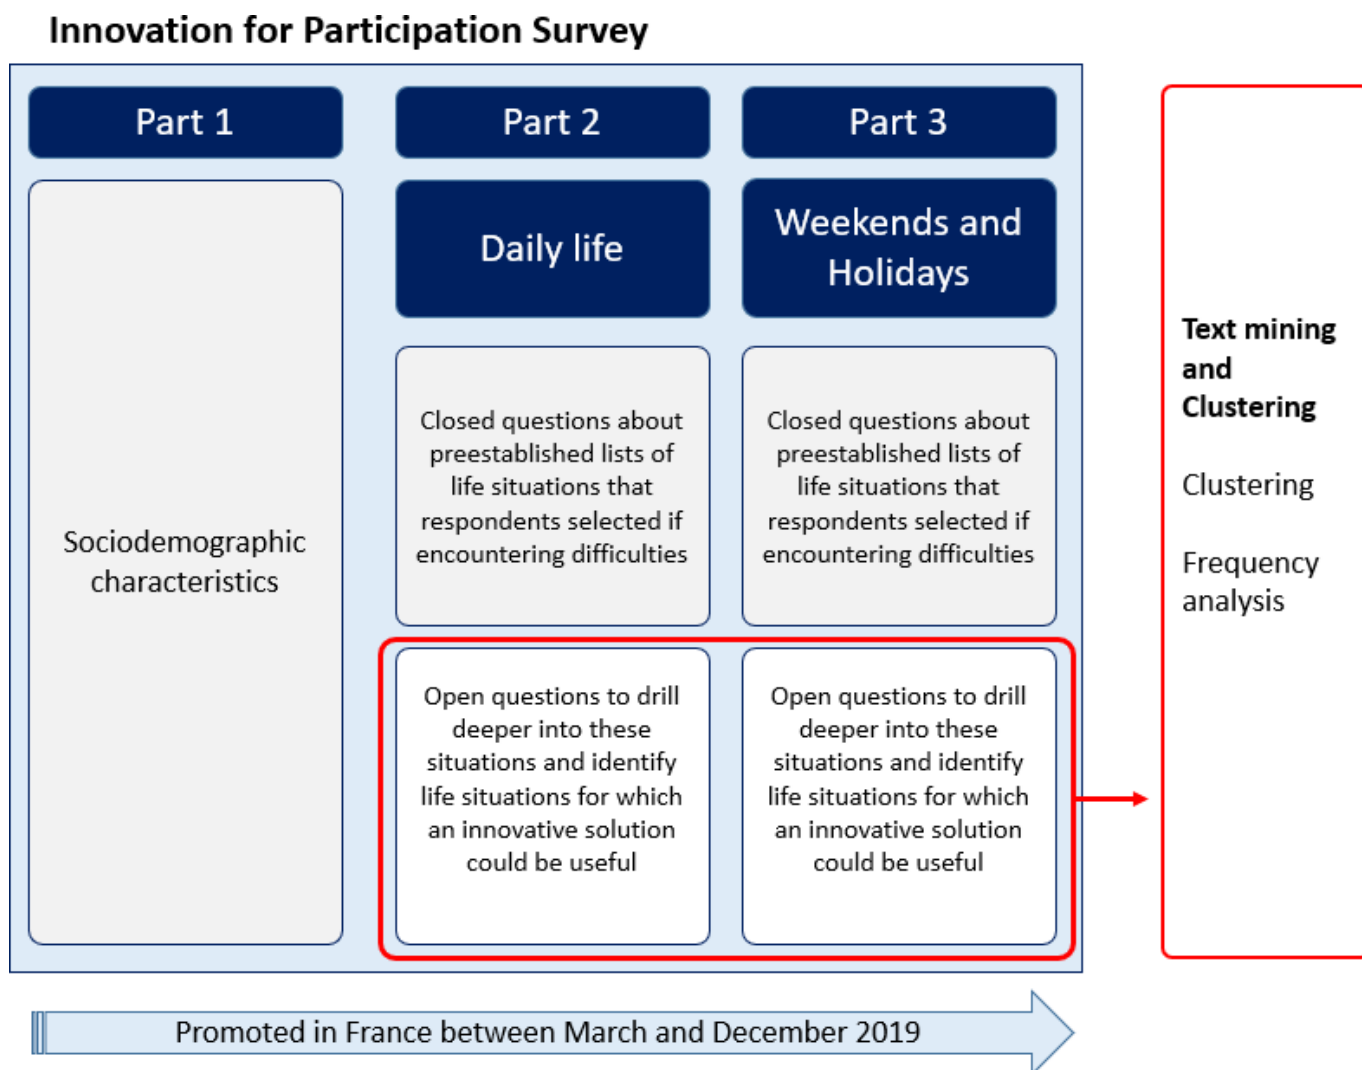 Innovation for Participation Survey
Part 1
Sociodemographic
characteristics
Part 2
Daily life
Closed questions about
preestablished lists of
life situations that
respondents selected if
encountering difficulties
Open questions to drill
deeper into these
situations and identify
life situations for which
an innovative solution
could be useful
Part 3
Weekends and
Holidays
Closed questions about
preestablished lists of
life situations that
respondents selected if
encountering difficulties
Open questions to drill
deeper into these
situations and identify
life situations for which
an innovative solution
could be useful
Text mining
and
Clustering
Clustering
Frequency
analysis
Promoted in France between March and December 2019